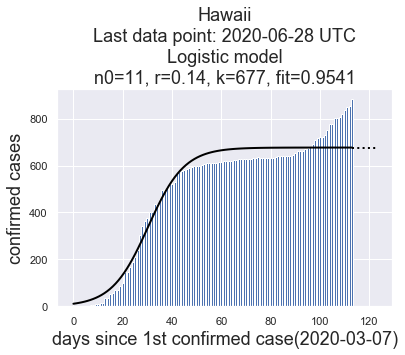 Hawaii
Last data point: 2020-06-28 UTC
Logistic model
n0=11, r=0.14, k=677, fit=0.9541
confirmed cases
800
600
400
200
0
0 20 40 60 80 100 120
days since 1st confirmed case(2020-03-07)